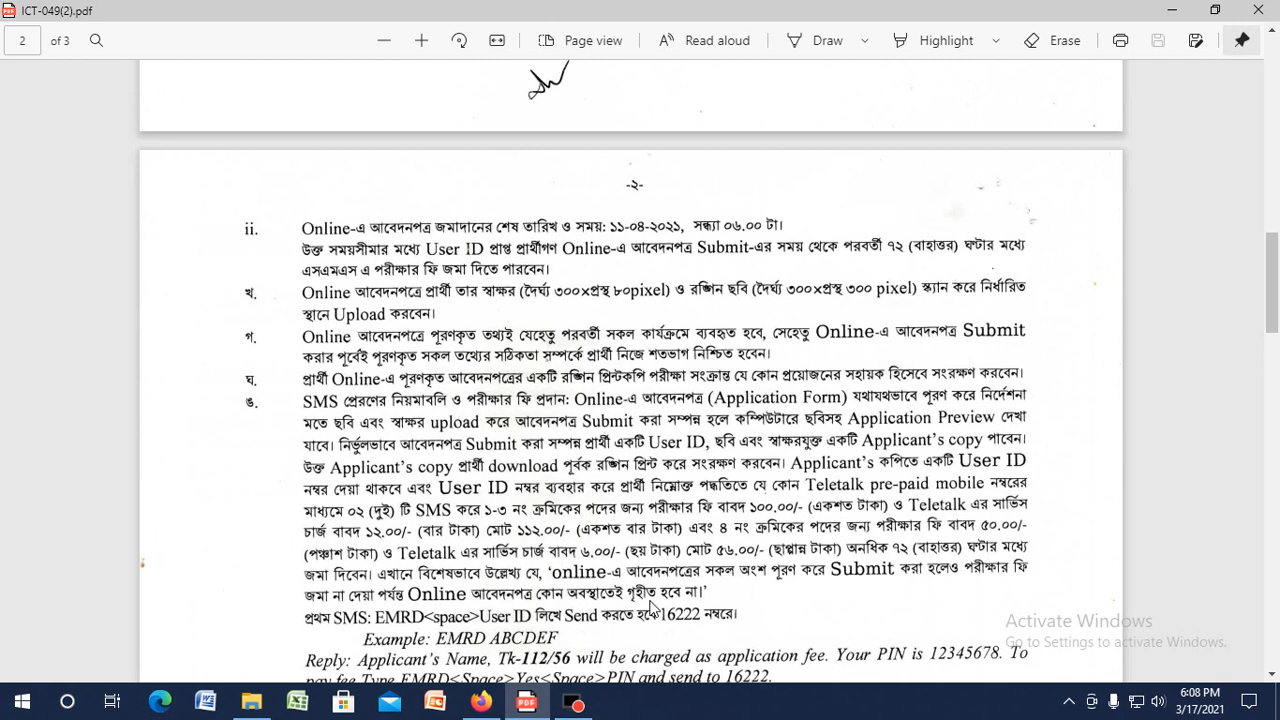 ICT-049(2).pdf
2 of 3 Page view Read aloud Draw Highlight Erase
-২-
ii. Online-এ আবেদনপত্র জমাদানের শেষ তারিখ ও সময়: ১১-০৪-২০২১, সন্ধ্যা ০৬.০০ টা।
উক্ত সময়সীমার মধ্যে User ID প্রাপ্ত প্রার্থীগণ Online-এ আবেদনপত্র Submit-এর সময় থেকে পরবর্তী ৭২ (বাহাত্তর) ঘণ্টার মধ্যে
এসএমএস এ পরীক্ষার ফি জমা দিতে পারবেন।
খ. Online আবেদনপত্রে প্রার্থী তার স্বাক্ষর (দৈর্ঘ্য ৩০০×প্রস্থ ৮০pixel) ও রঙ্গিন ছবি (দৈর্ঘ্য ৩০০×প্রস্থ ৩০০ pixel) স্ক্যান করে নির্ধারিত
স্থানে Upload করবেন।
গ. Online আবেদনপত্রে পূরণকৃত তথ্যই যেহেতু পরবর্তী সকল কার্যক্রমে ব্যবহৃত হবে, সেহেতু Online-এ আবেদনপত্র Submit
করার পূর্বেই পূরণকৃত সকল তথ্যের সঠিকতা সম্পর্কে প্রার্থী নিজে শতভাগ নিশ্চিত হবেন।
ঘ. প্রার্থী Online-এ পূরণকৃত আবেদনপত্রের একটি রঙ্গিন প্রিন্টকপি পরীক্ষা সংক্রান্ত যে কোন প্রয়োজনের সহায়ক হিসেবে সংরক্ষণ করবেন।
ঙ. SMS প্রেরণের নিয়মাবলি ও পরীক্ষার ফি প্রদান: Online-এ আবেদনপত্র (Application Form) যথাযথভাবে পূরণ করে নির্দেশনা
মতে ছবি এবং স্বাক্ষর upload করে আবেদনপত্র Submit করা সম্পন্ন হলে কম্পিউটারে ছবিসহ Application Preview দেখা
যাবে। নির্ভুলভাবে আবেদনপত্র Submit করা সম্পন্ন প্রার্থী একটি User ID, ছবি এবং স্বাক্ষরযুক্ত একটি Applicant's copy পাবেন।
উক্ত Applicant's copy প্রার্থী download পূর্বক রঙ্গিন প্রিন্ট করে সংরক্ষণ করবেন। Applicant's কপিতে একটি User ID
নম্বর দেয়া থাকবে এবং User ID নম্বর ব্যবহার করে প্রার্থী নিম্নোক্ত পদ্ধতিতে যে কোন Teletalk pre-paid mobile নম্বরের
মাধ্যমে ০২ (দুই) টি SMS করে ১-৩ নং ক্রমিকের পদের জন্য পরীক্ষার ফি বাবদ ১০০.০০/- (একশত টাকা) ও Teletalk এর সার্ভিস
চার্জ বাবদ ১২.০০/- (বার টাকা) মোট ১১২.০০/- (একশত বার টাকা) এবং ৪ নং ক্রমিকের পদের জন্য পরীক্ষার ফি বাবদ ৫০.০০/-
(পঞ্চাশ টাকা) ও Teletalk এর সার্ভিস চার্জ বাবদ ৬.০০/- (ছয় টাকা) মোট ৫৬.০০/- (ছাপ্পান্ন টাকা) অনধিক ৭২ (বাহাত্তর) ঘণ্টার মধ্যে
জমা দিবেন। এখানে বিশেষভাবে উল্লেখ্য যে, ‘online-এ আবেদনপত্রের সকল অংশ পূরণ করে Submit করা হলেও পরীক্ষার ফি
জমা না দেয়া পর্যন্ত Online আবেদনপত্র কোন অবস্থাতেই গৃহীত হবে না।’
প্রথম SMS: EMRD<space>User ID লিখে Send করতে হবে 16222 নম্বরে।
Example: EMRD ABCDEF
Activate Windows
Go to Settings to activate Windows.
Reply: Applicant's Name, Tk-112/56 will be charged as application fee. Your PIN is 12345678. To
pay fee Type EMRD<Space>Yes<Space>PIN and send to 16222.
6:08 PM
3/17/2021